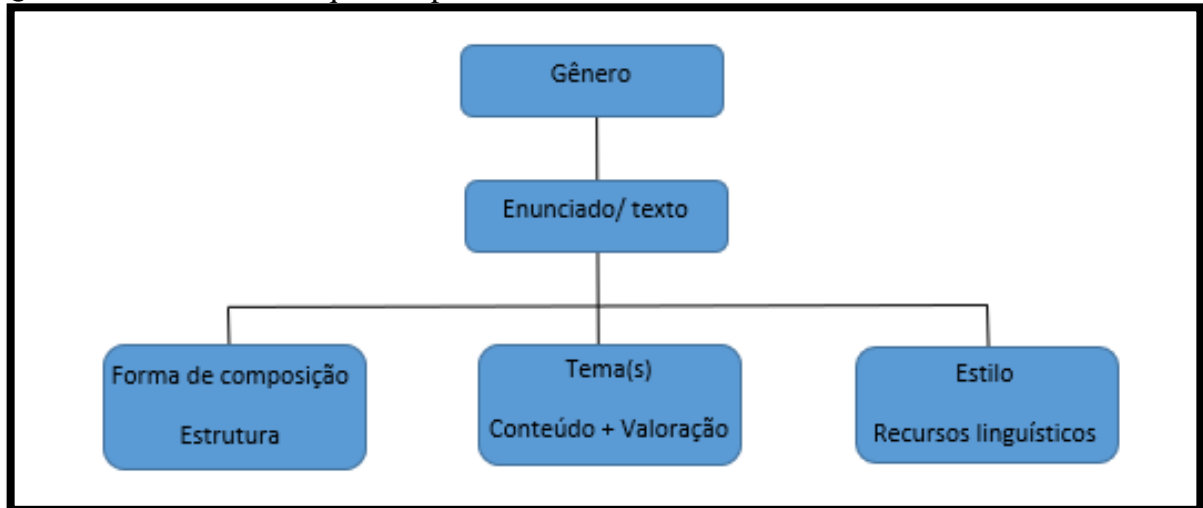 Gênero
Enunciado/ texto
Forma de composição
Estrutura
Tema(s)
Conteúdo + Valoração
Estilo
Recursos linguísticos